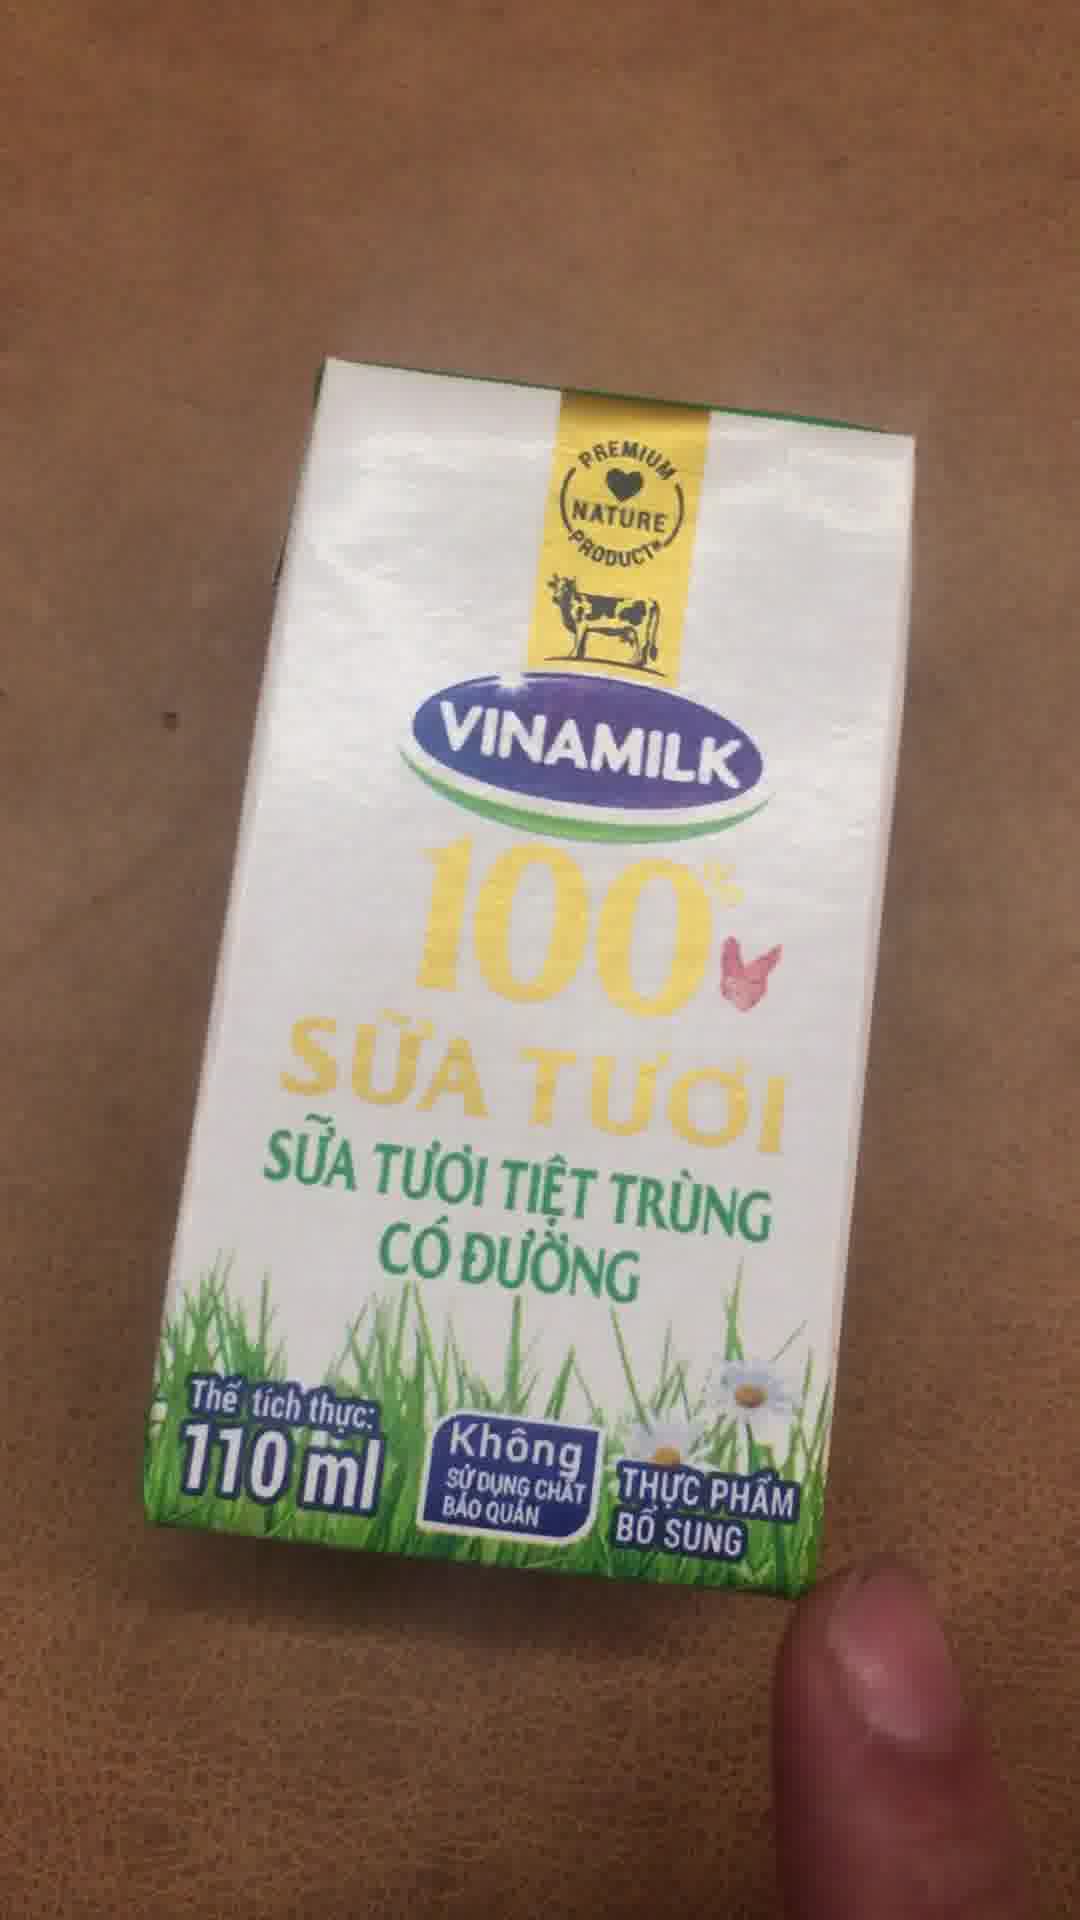 PREMIUM
NATURE
PRODUCT™
VINAMILK
100%
SỮA TƯƠI
SỮA TƯƠI TIỆT TRÙNG
CÓ ĐƯỜNG
Thể tích thực:
110 ml
Không
SỬ DỤNG CHẤT
BẢO QUẢN
THỰC PHẨM
BỔ SUNG